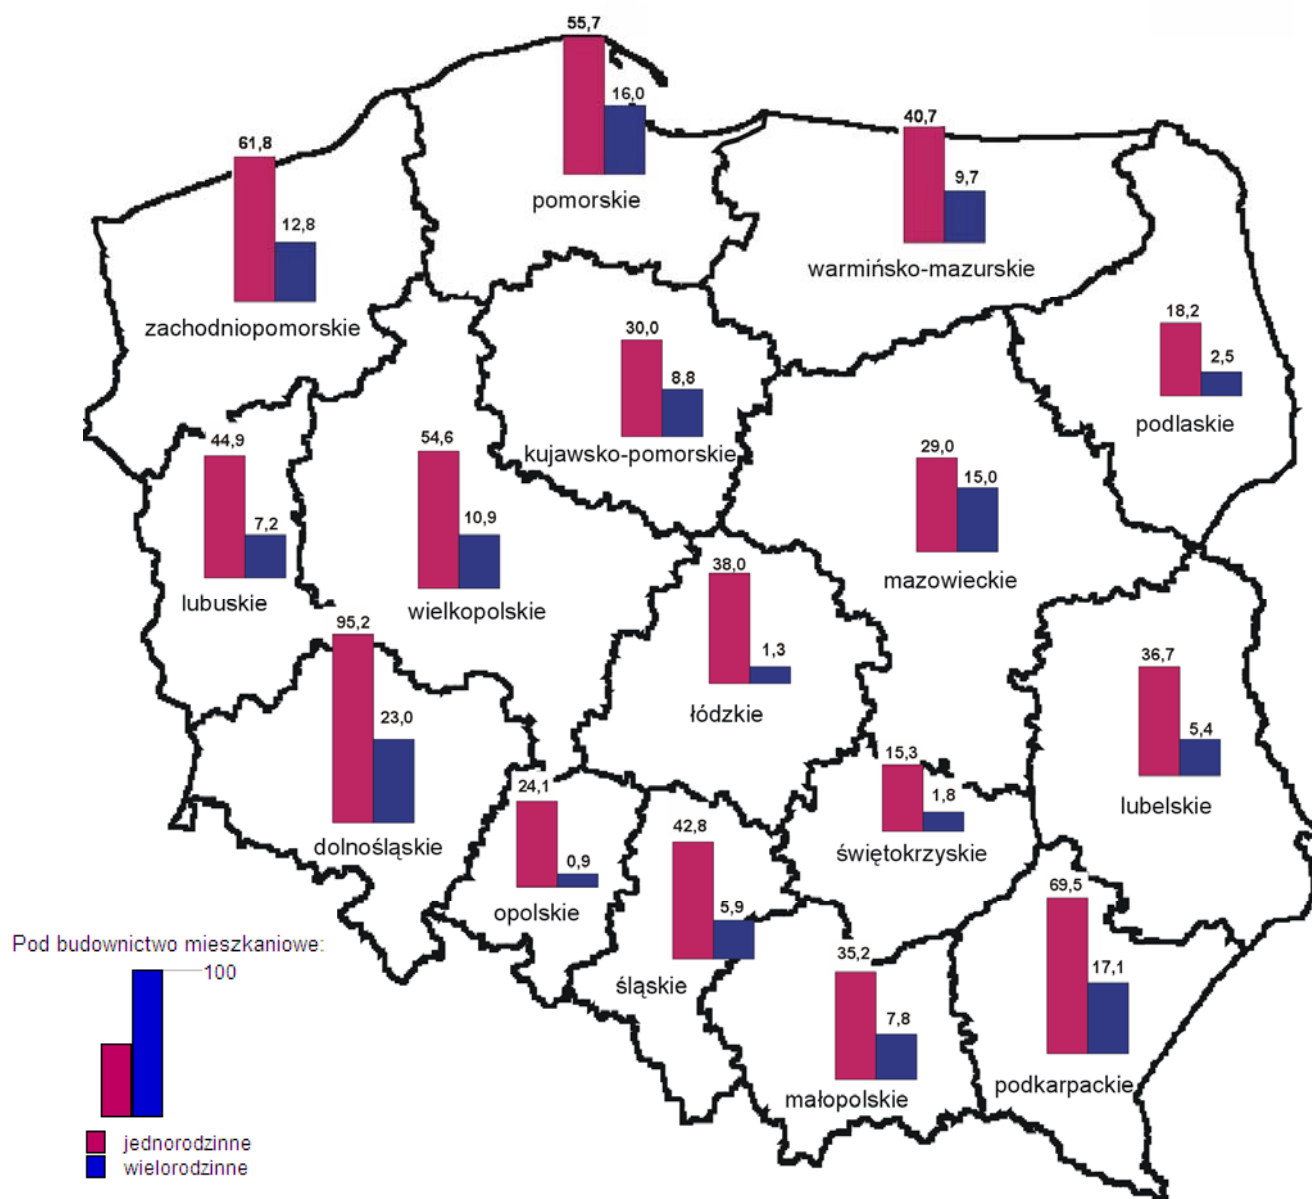 55,7
16,0
pomorskie
40,7
9,7
warmińsko-mazurskie
61,8
12,8
zachodniopomorskie
30,0
8,8
kujawsko-pomorskie
18,2
2,5
podlaskie
44,9
7,2
lubuskie
54,6
10,9
wielkopolskie
29,0
15,0
mazowieckie
38,0
1,3
łódzkie
95,2
23,0
dolnośląskie
36,7
5,4
lubelskie
24,1
0,9
opolskie
42,8
5,9
śląskie
15,3
1,8
świętokrzyskie
35,2
7,8
małopolskie
69,5
17,1
podkarpackie
Pod budownictwo mieszkaniowe:
100
jednorodzinne
wielorodzinne